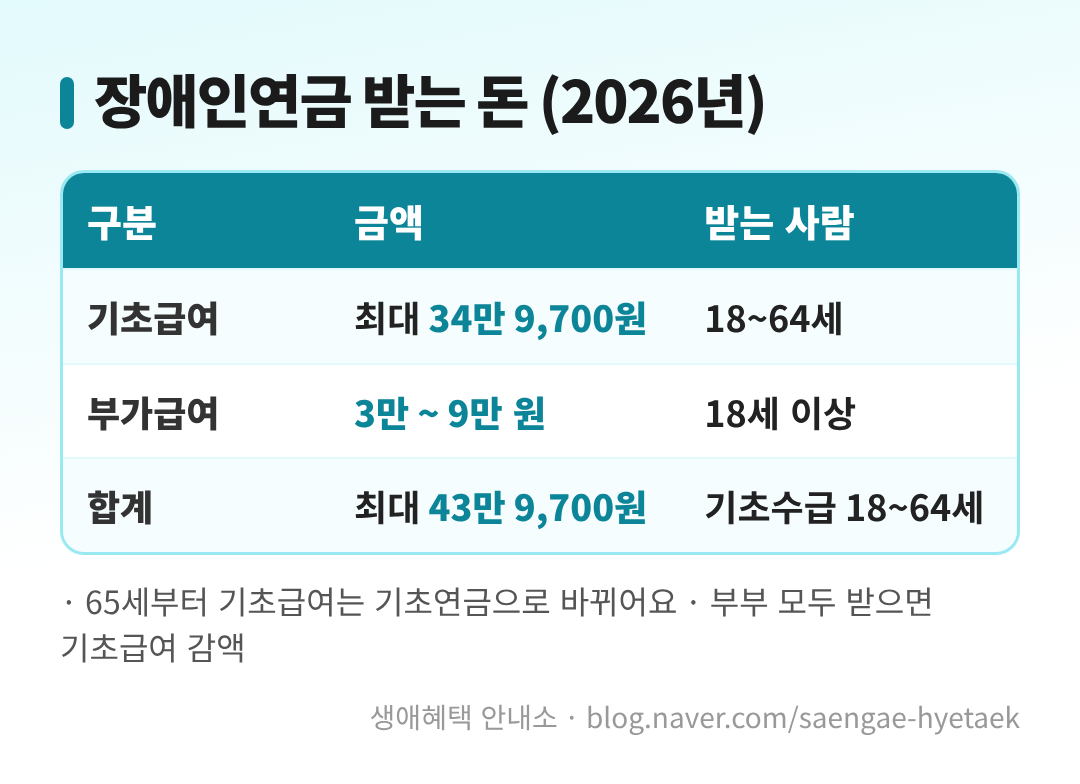 장애인연금 받는 돈 (2026년)
구분 금액 받는 사람
기초급여 최대 34만 9,700원 18~64세
부가급여 3만 ~ 9만 원 18세 이상
합계 최대 43만 9,700원 기초수급 18~64세
· 65세부터 기초급여는 기초연금으로 바뀌어요 · 부부 모두 받으면
기초급여 감액
생애혜택 안내소 · blog.naver.com/saengae-hyetaek